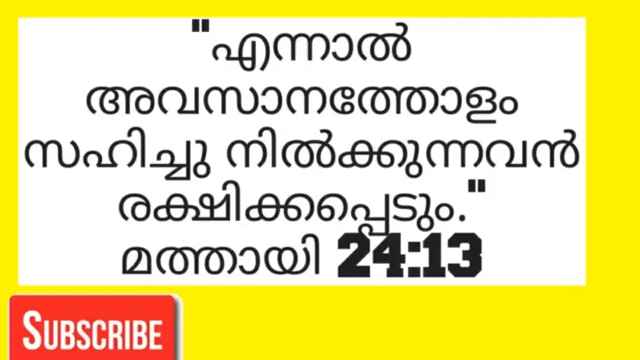 "എന്നാൽ
അവസാനത്തോളം
സഹിച്ചു നിൽക്കുന്നവൻ
രക്ഷിക്കപ്പെടും."
മത്തായി 24:13
SUBSCRIBE